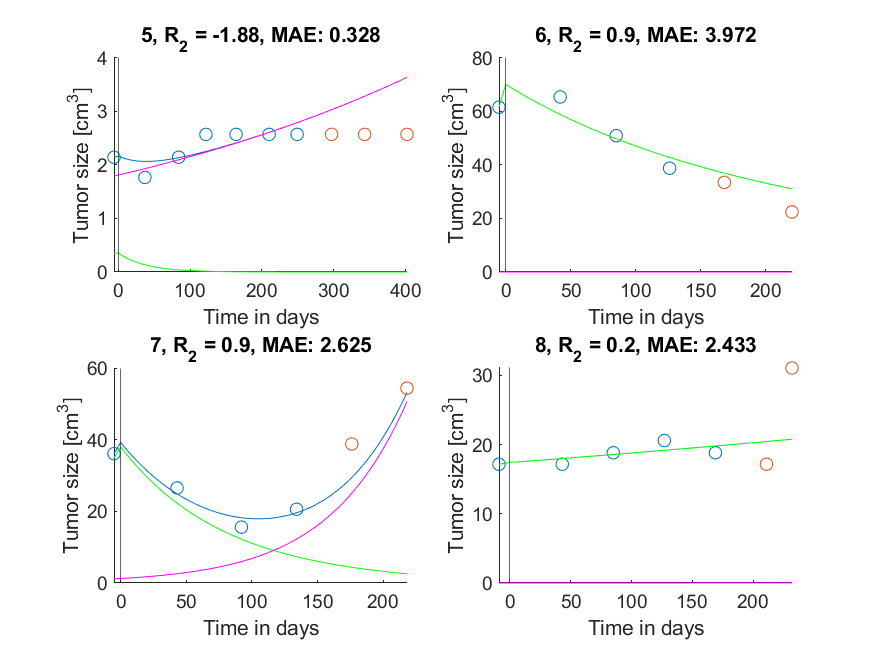 5, R2 = -1.88, MAE: 0.328
Tumor size [cm3]
4
3
2
1
0
0 100 200 300 400
Time in days
6, R2 = 0.9, MAE: 3.972
Tumor size [cm3]
80
60
40
20
0
0 50 100 150 200
Time in days
7, R2 = 0.9, MAE: 2.625
Tumor size [cm3]
60
40
20
0
0 50 100 150 200
Time in days
8, R2 = 0.2, MAE: 2.433
Tumor size [cm3]
30
20
10
0
0 50 100 150 200
Time in days